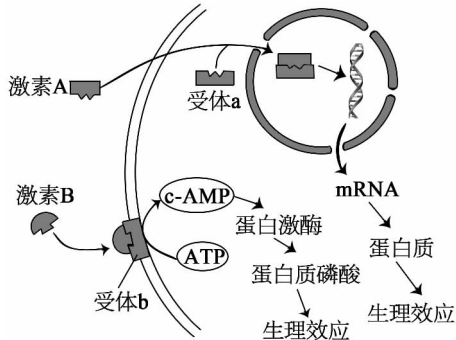 激素A
受体a
mRNA
激素B
c-AMP
蛋白激酶
蛋白质
ATP
蛋白质磷酸
受体b
生理效应
生理效应